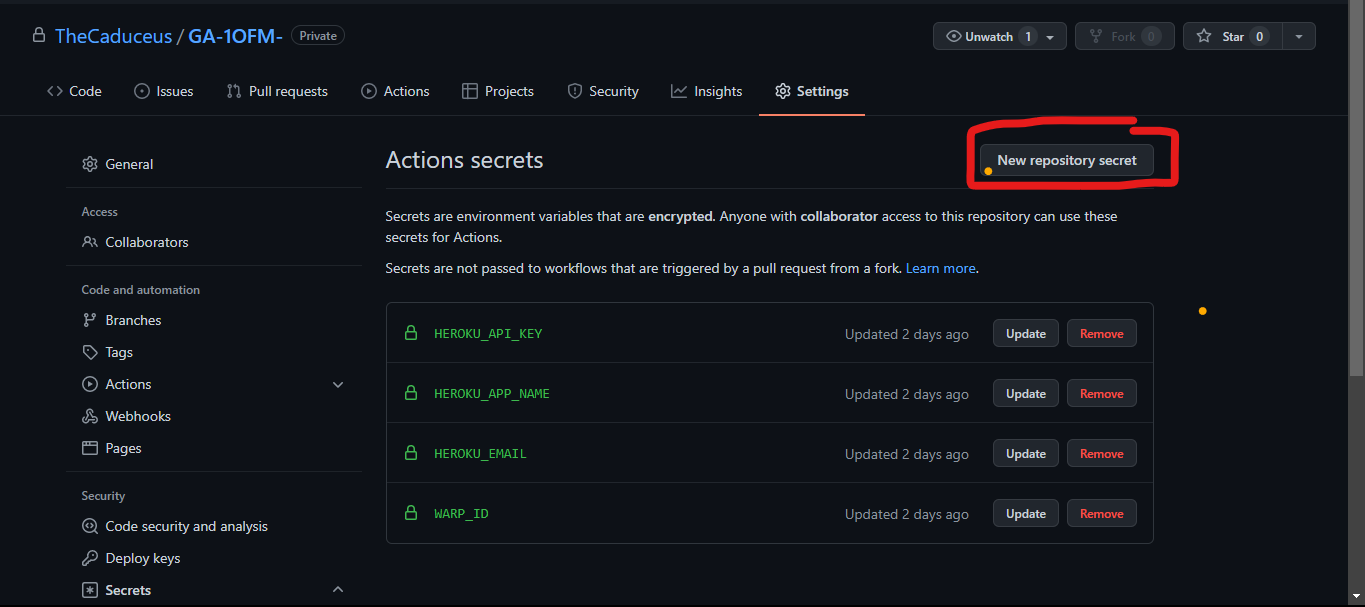 TheCaduceus / GA-1OFM- Private
Unwatch 1 Fork 0 Star 0
Code Issues Pull requests Actions Projects Security Insights Settings
General
Access
Collaborators
Code and automation
Branches
Tags
Actions
Webhooks
Pages
Security
Code security and analysis
Deploy keys
Secrets
Actions secrets
New repository secret
Secrets are environment variables that are encrypted. Anyone with collaborator access to this repository can use these
secrets for Actions.
Secrets are not passed to workflows that are triggered by a pull request from a fork. Learn more.
HEROKU_API_KEY Updated 2 days ago Update Remove
HEROKU_APP_NAME Updated 2 days ago Update Remove
HEROKU_EMAIL Updated 2 days ago Update Remove
WARP_ID Updated 2 days ago Update Remove